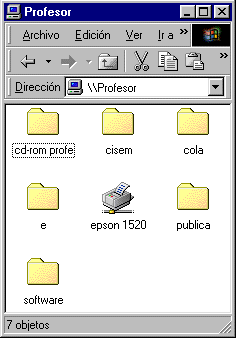 Profesor
Archivo Edición Ver Ir a »
»
Dirección \\Profesor
cd-rom profe cisem cola
e epson 1520 publica
software
7 objetos